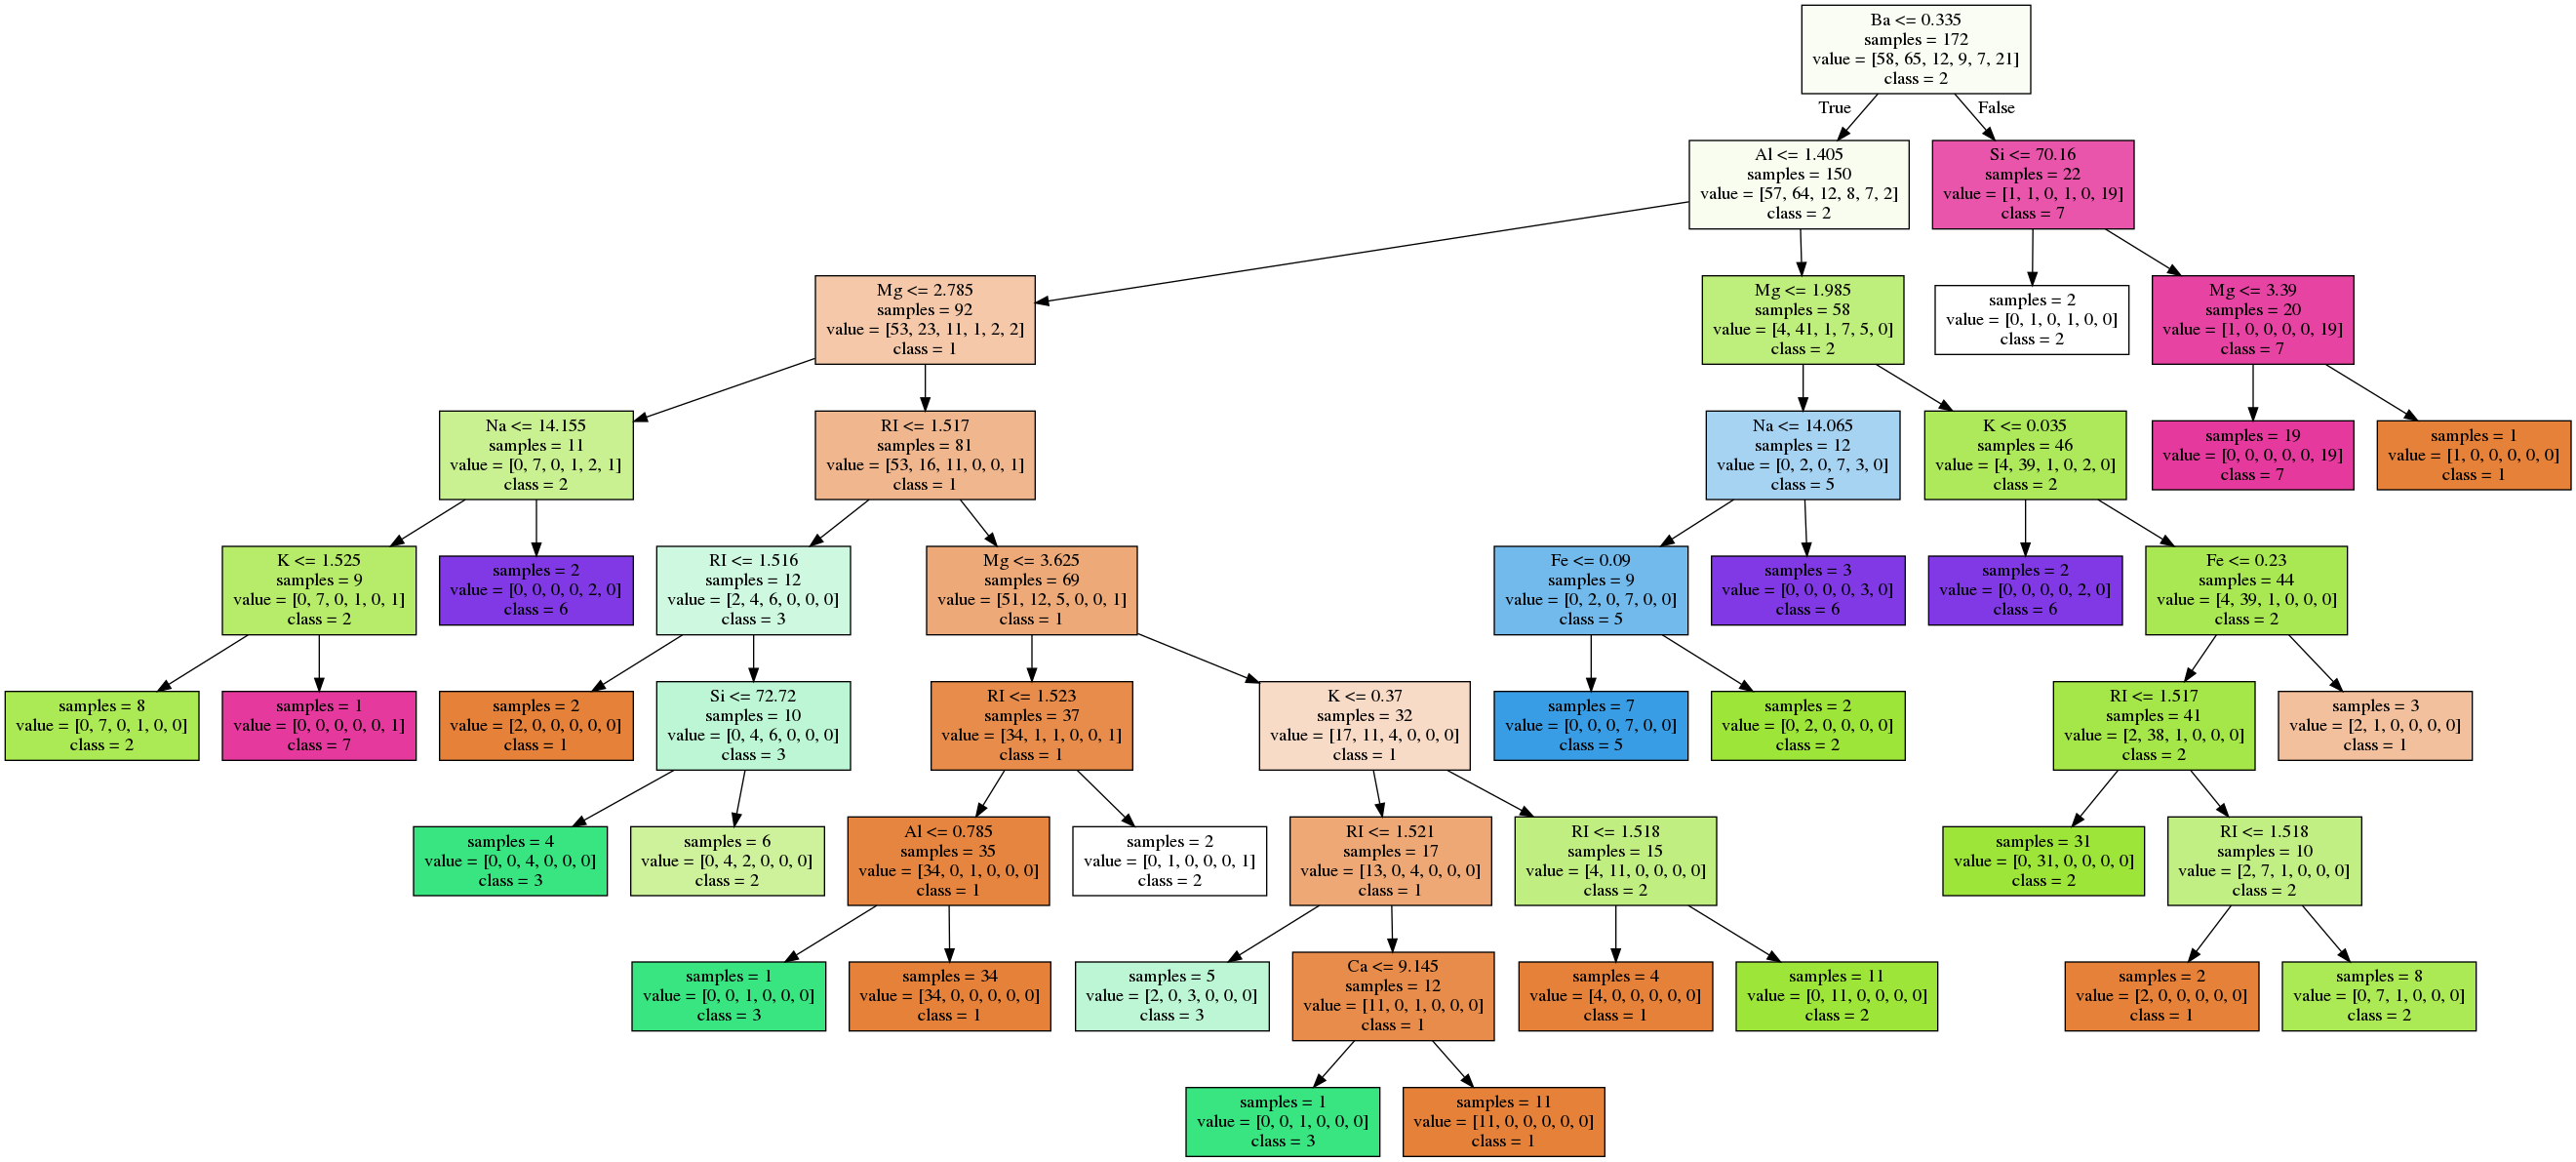 Ba <= 0.335
samples = 172
value = [58, 65, 12, 9, 7, 21]
class = 2
True
False
Al <= 1.405
samples = 150
value = [57, 64, 12, 8, 7, 2]
class = 2
Si <= 70.16
samples = 22
value = [1, 1, 0, 1, 0, 19]
class = 7
Mg <= 2.785
samples = 92
value = [53, 23, 11, 1, 2, 2]
class = 1
Mg <= 1.985
samples = 58
value = [4, 41, 1, 7, 5, 0]
class = 2
samples = 2
value = [0, 1, 0, 1, 0, 0]
class = 2
Mg <= 3.39
samples = 20
value = [1, 0, 0, 0, 0, 19]
class = 7
Na <= 14.155
samples = 11
value = [0, 7, 0, 1, 2, 1]
class = 2
RI <= 1.517
samples = 81
value = [53, 16, 11, 0, 0, 1]
class = 1
Na <= 14.065
samples = 12
value = [0, 2, 0, 7, 3, 0]
class = 5
K <= 0.035
samples = 46
value = [4, 39, 1, 0, 2, 0]
class = 2
samples = 19
value = [0, 0, 0, 0, 0, 19]
class = 7
samples = 1
value = [1, 0, 0, 0, 0, 0]
class = 1
K <= 1.525
samples = 9
value = [0, 7, 0, 1, 0, 1]
class = 2
samples = 2
value = [0, 0, 0, 0, 2, 0]
class = 6
RI <= 1.516
samples = 12
value = [2, 4, 6, 0, 0, 0]
class = 3
Mg <= 3.625
samples = 69
value = [51, 12, 5, 0, 0, 1]
class = 1
Fe <= 0.09
samples = 9
value = [0, 2, 0, 7, 0, 0]
class = 5
samples = 3
value = [0, 0, 0, 0, 3, 0]
class = 6
samples = 2
value = [0, 0, 0, 0, 2, 0]
class = 6
Fe <= 0.23
samples = 44
value = [4, 39, 1, 0, 0, 0]
class = 2
samples = 8
value = [0, 7, 0, 1, 0, 0]
class = 2
samples = 1
value = [0, 0, 0, 0, 0, 1]
class = 7
samples = 2
value = [2, 0, 0, 0, 0, 0]
class = 1
Si <= 72.72
samples = 10
value = [0, 4, 6, 0, 0, 0]
class = 3
RI <= 1.523
samples = 37
value = [34, 1, 1, 0, 0, 1]
class = 1
K <= 0.37
samples = 32
value = [17, 11, 4, 0, 0, 0]
class = 1
samples = 7
value = [0, 0, 0, 7, 0, 0]
class = 5
samples = 2
value = [0, 2, 0, 0, 0, 0]
class = 2
RI <= 1.517
samples = 41
value = [2, 38, 1, 0, 0, 0]
class = 2
samples = 3
value = [2, 1, 0, 0, 0, 0]
class = 1
samples = 4
value = [0, 0, 4, 0, 0, 0]
class = 3
samples = 6
value = [0, 4, 2, 0, 0, 0]
class = 2
Al <= 0.785
samples = 35
value = [34, 0, 1, 0, 0, 0]
class = 1
samples = 2
value = [0, 1, 0, 0, 0, 1]
class = 2
RI <= 1.521
samples = 17
value = [13, 0, 4, 0, 0, 0]
class = 1
RI <= 1.518
samples = 15
value = [4, 11, 0, 0, 0, 0]
class = 2
samples = 31
value = [0, 31, 0, 0, 0, 0]
class = 2
RI <= 1.518
samples = 10
value = [2, 7, 1, 0, 0, 0]
class = 2
samples = 1
value = [0, 0, 1, 0, 0, 0]
class = 3
samples = 34
value = [34, 0, 0, 0, 0, 0]
class = 1
samples = 5
value = [2, 0, 3, 0, 0, 0]
class = 3
Ca <= 9.145
samples = 12
value = [11, 0, 1, 0, 0, 0]
class = 1
samples = 4
value = [4, 0, 0, 0, 0, 0]
class = 1
samples = 11
value = [0, 11, 0, 0, 0, 0]
class = 2
samples = 2
value = [2, 0, 0, 0, 0, 0]
class = 1
samples = 8
value = [0, 7, 1, 0, 0, 0]
class = 2
samples = 1
value = [0, 0, 1, 0, 0, 0]
class = 3
samples = 11
value = [11, 0, 0, 0, 0, 0]
class = 1